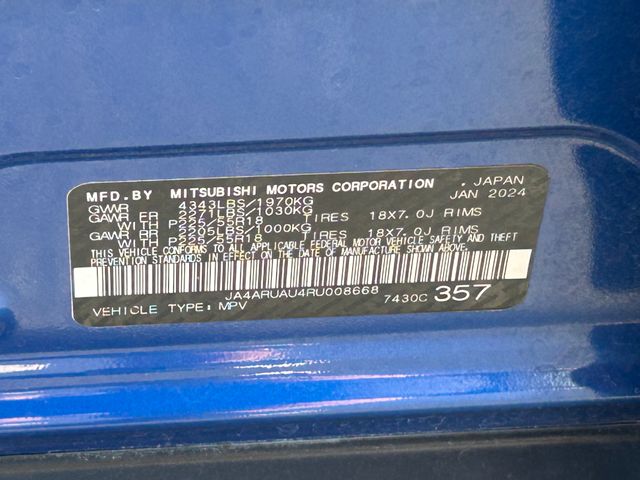 MFD.BY MITSUBISHI MOTORS CORPORATION . JAPAN
GVWR 4343LBS/1970KG JAN 2024
GAWR FR 2271LBS/1030KG
WITH P225/55R18 TIRES 18X7.0J RIMS
GAWR RR 2205LBS/1000KG
WITH P225/55R18 TIRES 18X7.0J RIMS
THIS VEHICLE CONFORMS TO ALL APPLICABLE FEDERAL MOTOR VEHICLE SAFETY AND THEFT
PREVENTION STANDARDS IN EFFECT ON THE DATE OF MANUFACTURE SHOWN ABOVE.
JA4ARUAU4RU008668
VEHICLE TYPE: MPV 7430C 357